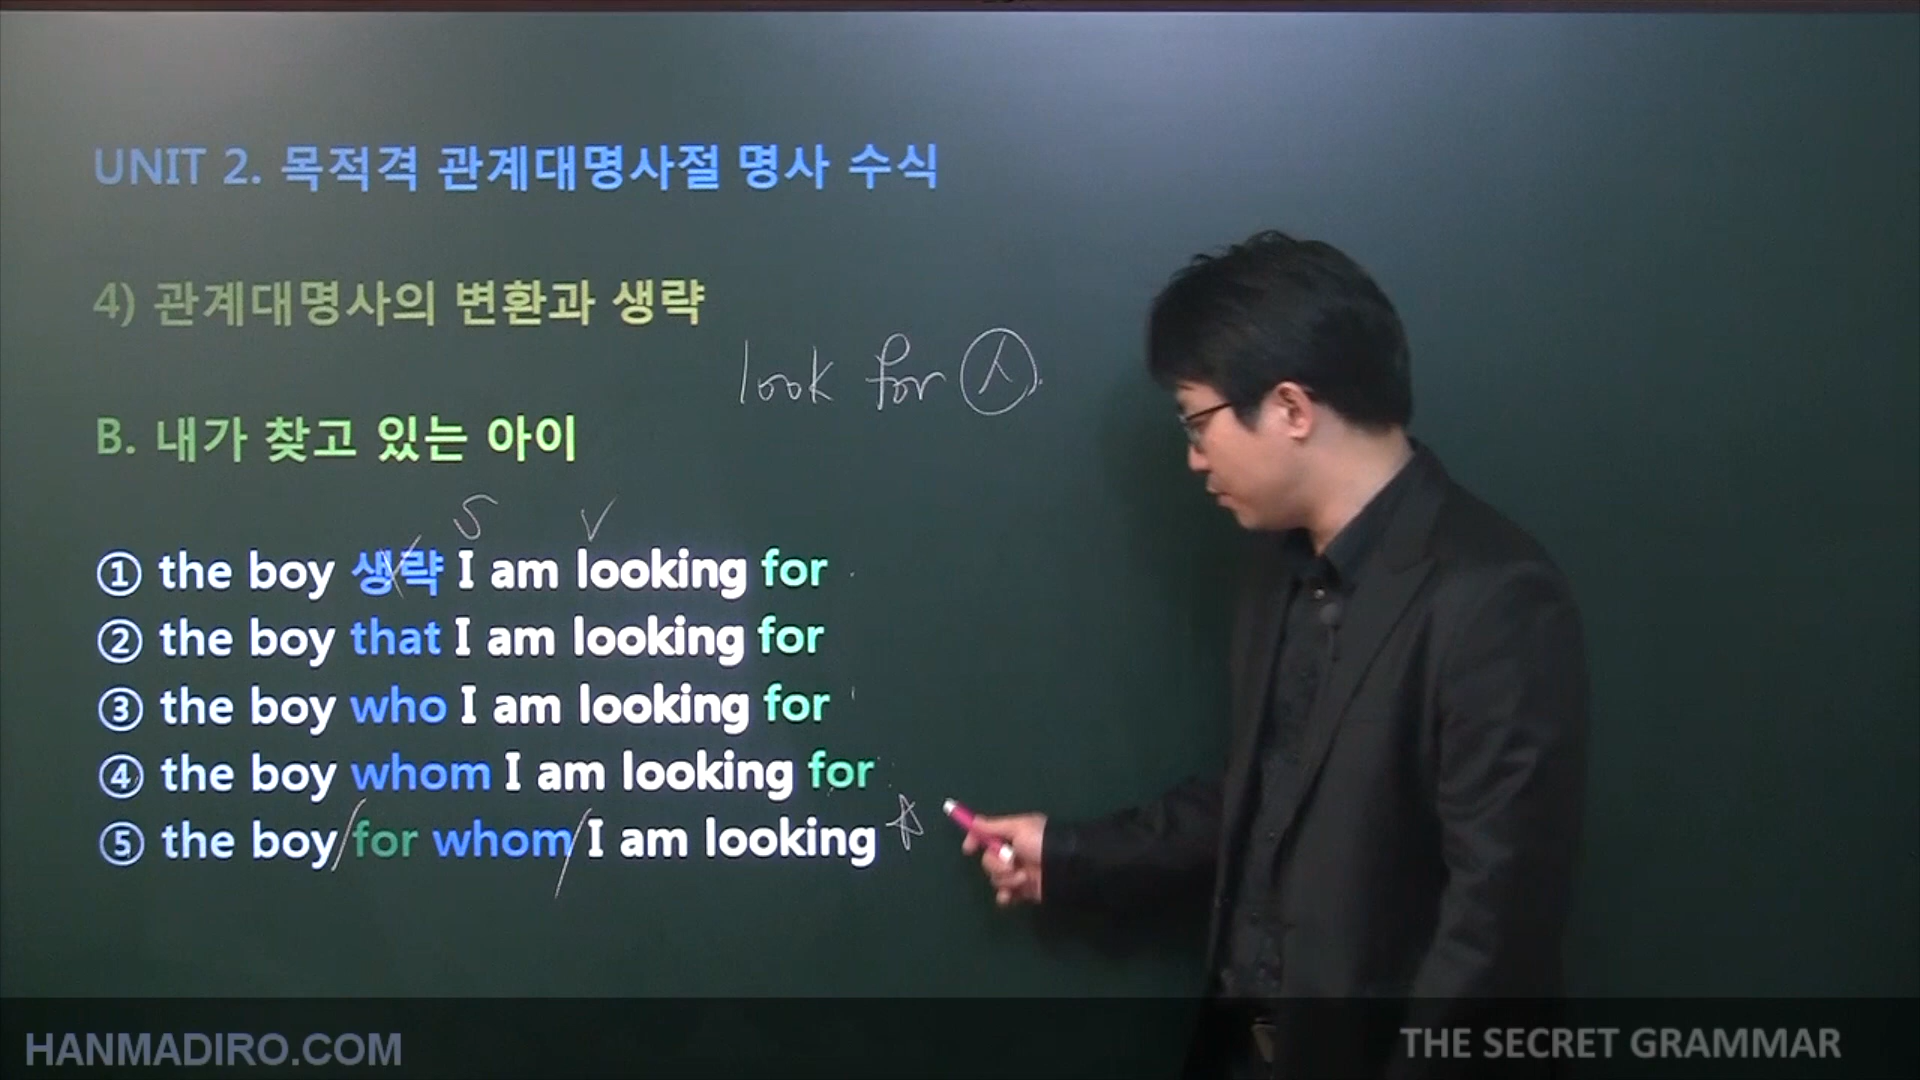 UNIT 2. 목적격 관계대명사절 명사 수식
4) 관계대명사의 변환과 생략
look for 人
B. 내가 찾고 있는 아이
S V
① the boy 생략 I am looking for
② the boy that I am looking for
③ the boy who I am looking for
④ the boy whom I am looking for
⑤ the boy for whom I am looking
HANMADIRO.COM
THE SECRET GRAMMAR